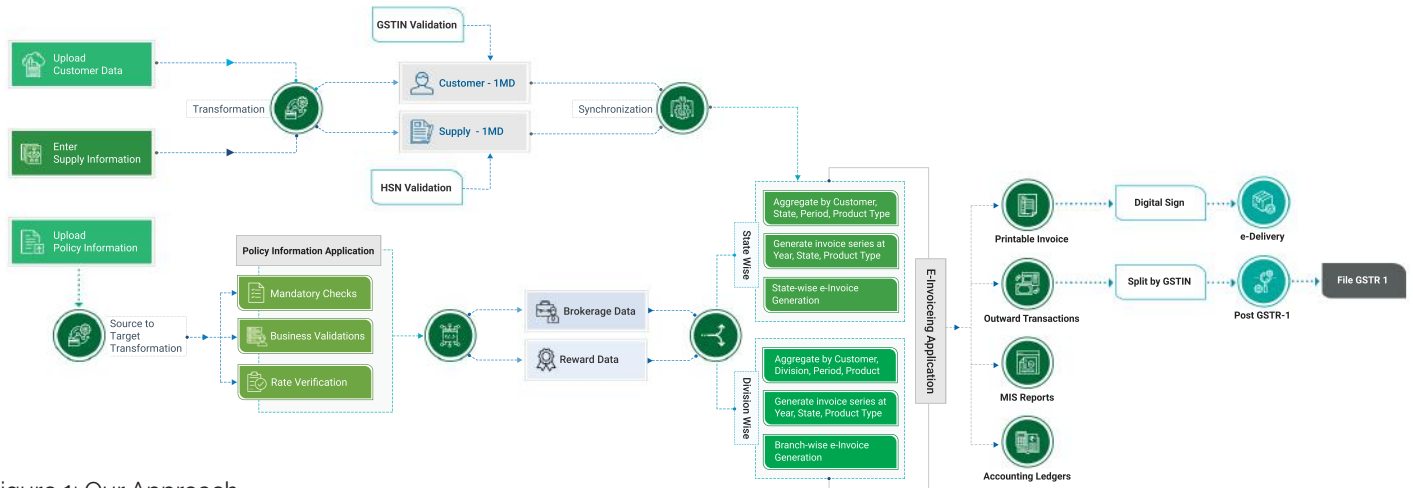 GSTIN Validation
Upload
Customer Data
Transformation
Customer - 1MD
Synchronization
Supply - 1MD
Enter
Supply Information
HSN Validation
Upload
Policy Information
Source to
Target
Transformation
Policy Information Application
Mandatory Checks
Business Validations
Rate Verification
Brokerage Data
Reward Data
State Wise
Aggregate by Customer,
State, Period, Product Type
Generate invoice series at
Year, State, Product Type
State-wise e-Invoice
Generation
Division Wise
Aggregate by Customer,
Division, Period, Product
Generate invoice series at
Year, State, Product Type
Branch-wise e-Invoice
Generation
E-Invoiceing Application
Printable Invoice
Digital Sign
e-Delivery
Outward Transactions
Split by GSTIN
Post GSTR-1
File GSTR 1
MIS Reports
Accounting Ledgers
igure 1: Our Approach